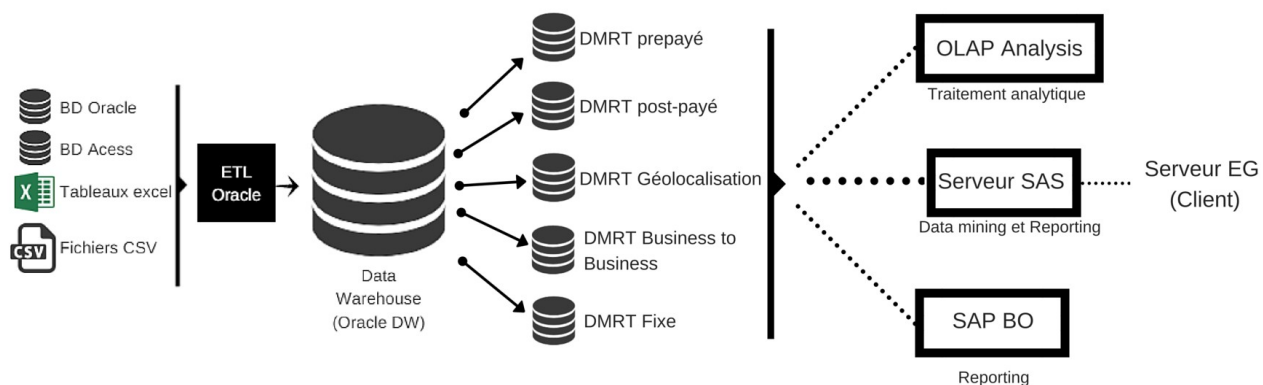 BD Oracle
BD Acess
X
Tableaux excel
CSV
Fichiers CSV
ETL
Oracle
Data
Warehouse
(Oracle DW)
DMRT prepayé
DMRT post-payé
DMRT Géolocalisation
DMRT Business to
Business
DMRT Fixe
OLAP Analysis
Traitement analytique
Serveur SAS
Data mining et Reporting
SAP BO
Reporting
Serveur EG
(Client)